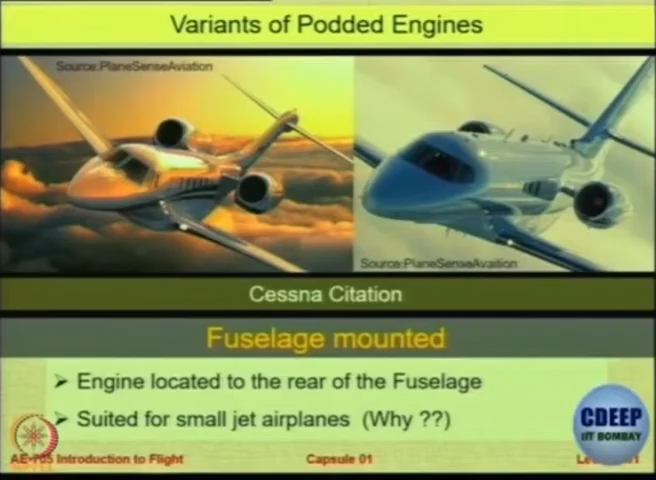 Variants of Podded Engines
Source:PlaneSenseAviation
Source:PlaneSenseAvaition
Cessna Citation
Fuselage mounted
➤ Engine located to the rear of the Fuselage
➤ Suited for small jet airplanes (Why ??)
CDEEP
IIT BOMBAY
AE-705 Introduction to Flight
Capsule 01